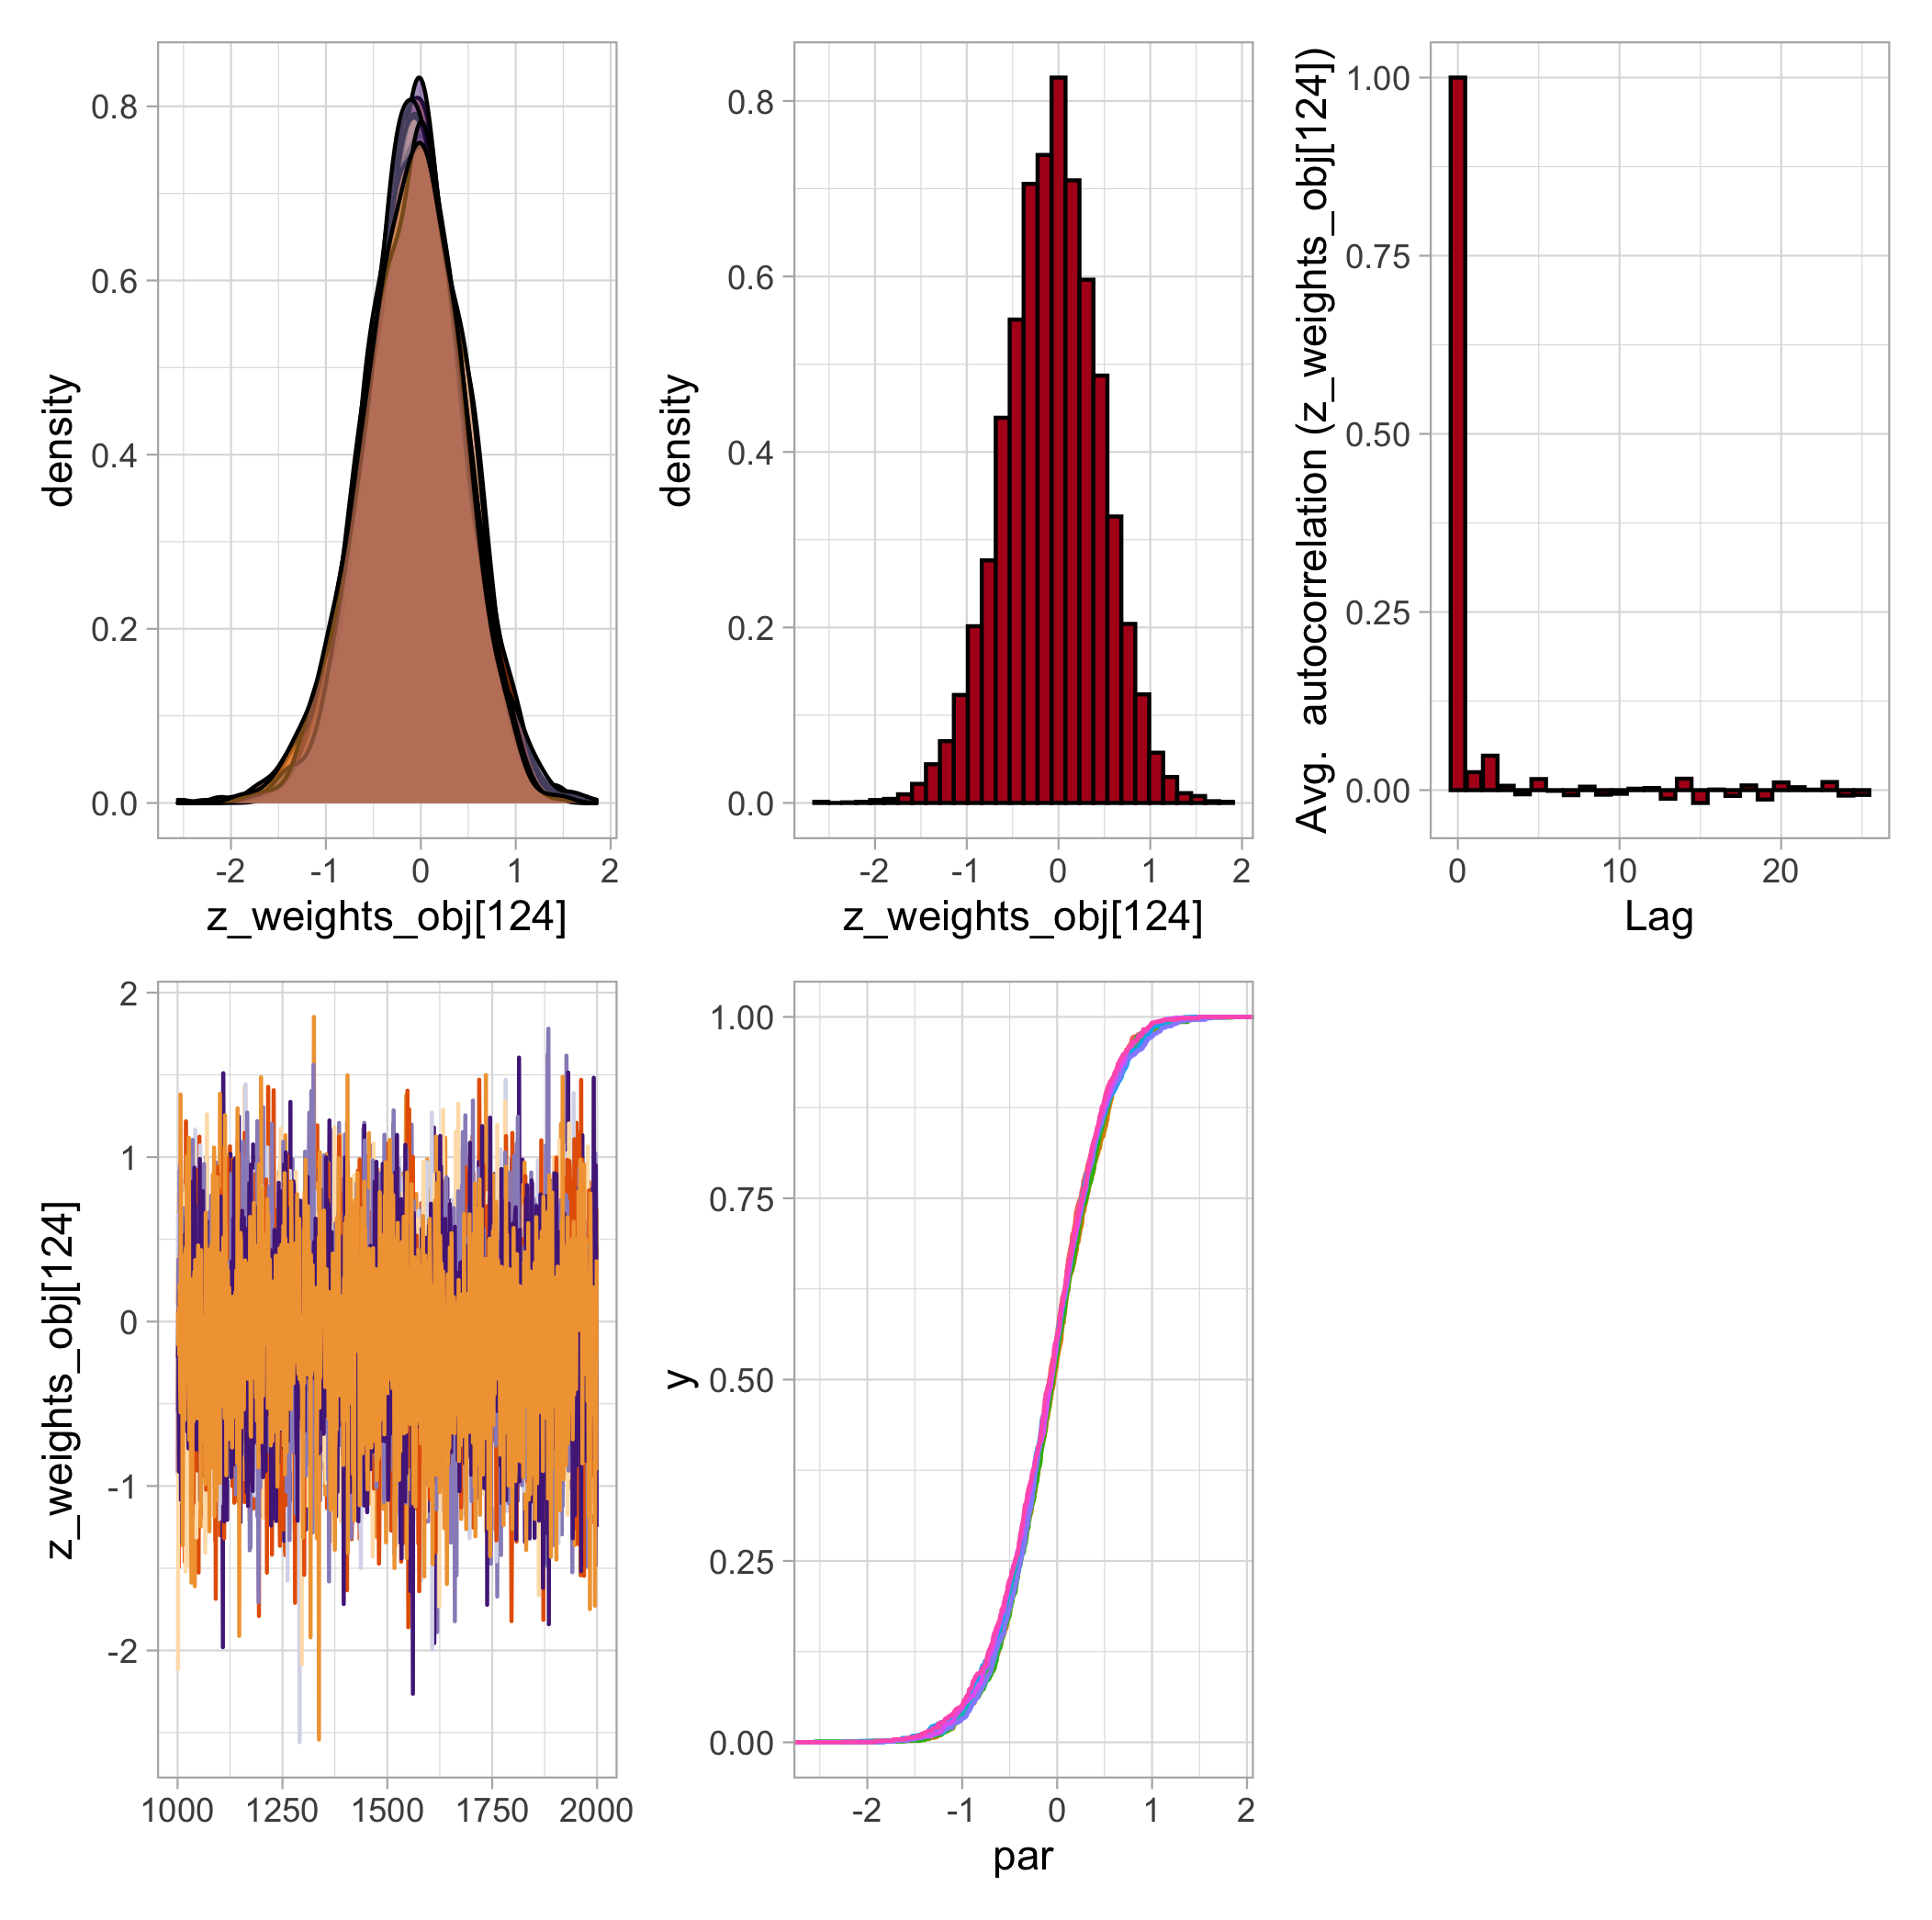 density
0.8
0.6
0.4
0.2
0.0
-2 -1 0 1 2
z_weights_obj[124]
density
0.8
0.6
0.4
0.2
0.0
-2 -1 0 1 2
z_weights_obj[124]
Avg. autocorrelation (z_weights_obj[124])
1.00
0.75
0.50
0.25
0.00
0 10 20
Lag
z_weights_obj[124]
2
1
0
-1
-2
1000 1250 1500 1750 2000
y
1.00
0.75
0.50
0.25
0.00
-2 -1 0 1 2
par